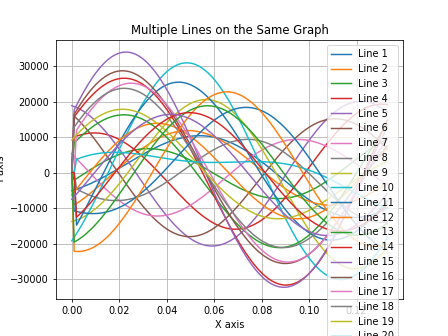 Multiple Lines on the Same Graph
30000
20000
10000
0
−10000
−20000
−30000
0.00
0.02
0.04
0.06
0.08
0.10
X axis
Line 1
Line 2
Line 3
Line 4
Line 5
Line 6
Line 7
Line 8
Line 9
Line 10
Line 11
Line 12
Line 13
Line 14
Line 15
Line 16
Line 17
Line 18
Line 19
Line 20